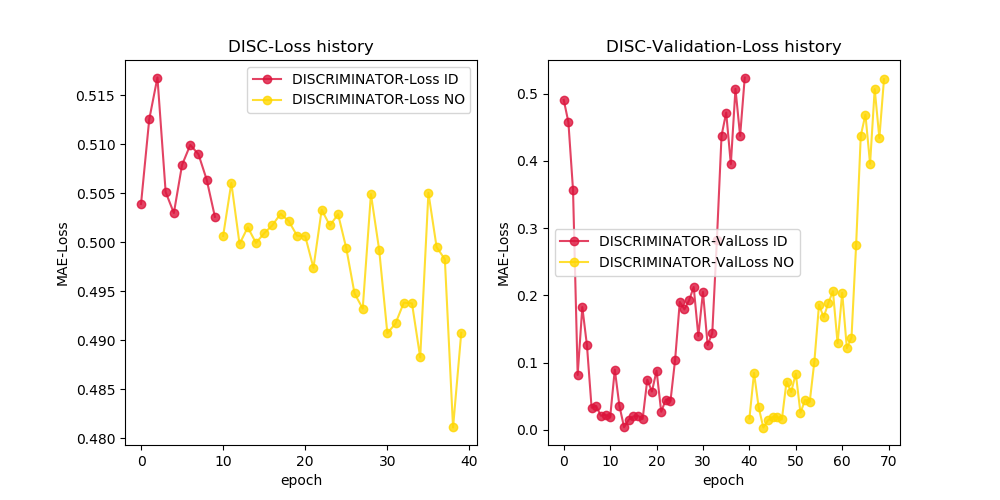 DISC-Loss history
DISCRIMINATOR-Loss ID
DISCRIMINATOR-Loss NO
MAE-Loss
0.515
0.510
0.505
0.500
0.495
0.490
0.485
0.480
0 10 20 30 40
epoch
DISC-Validation-Loss history
DISCRIMINATOR-ValLoss ID
DISCRIMINATOR-ValLoss NO
MAE-Loss
0.5
0.4
0.3
0.2
0.1
0.0
0 10 20 30 40 50 60 70
epoch